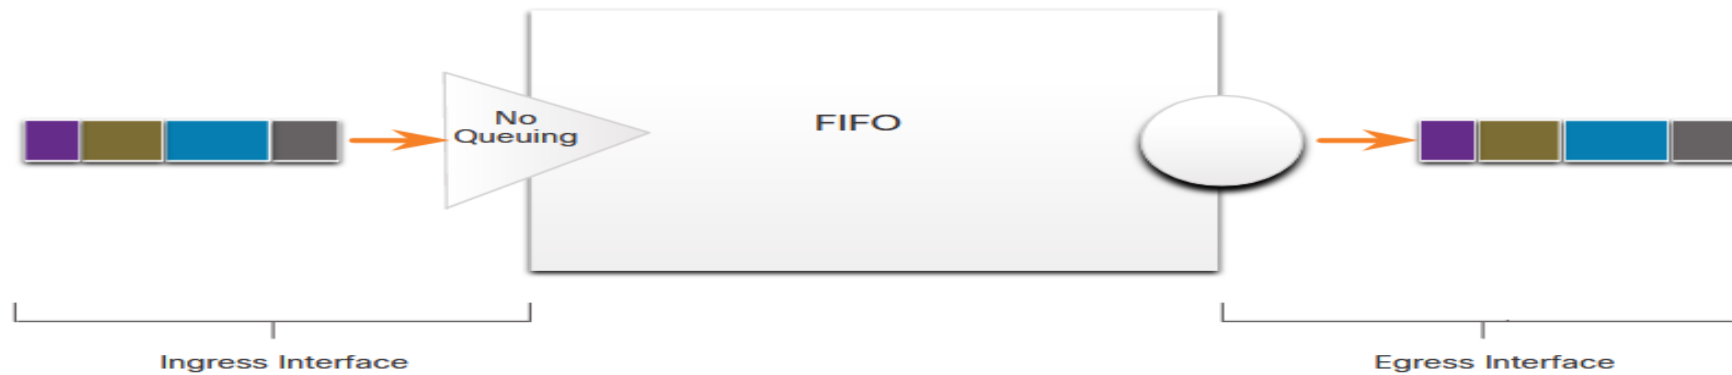 No
Queuing
FIFO
Ingress Interface
Egress Interface